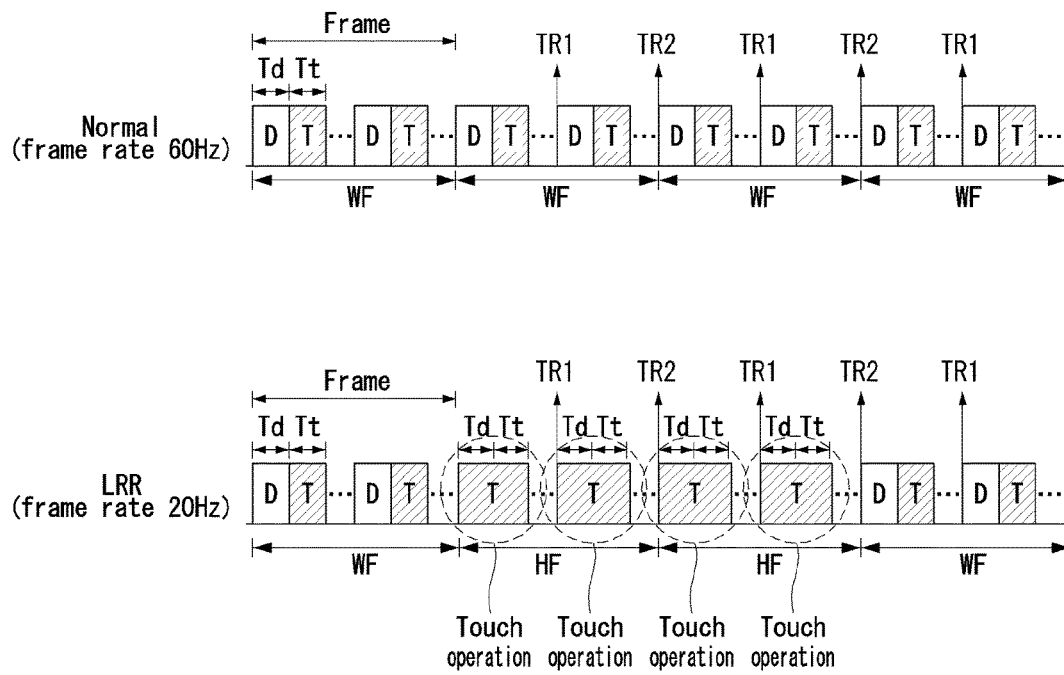 Frame
TR1 TR2 TR1 TR2 TR1
Td Tt
Normal
(frame rate 60Hz)
D T ··· D T ··· D T ··· D T ··· D T ··· D T ··· D T ··· D T ···
WF WF WF WF
Frame
TR1 TR2 TR1 TR2 TR1
Td Tt Td Tt Td Tt Td Tt Td Tt
LRR
(frame rate 20Hz)
D T ··· D T ··· T ··· T ··· T ··· T ··· D T ··· D T ···
WF HF HF WF
Touch operation
Touch operation
Touch operation
Touch operation